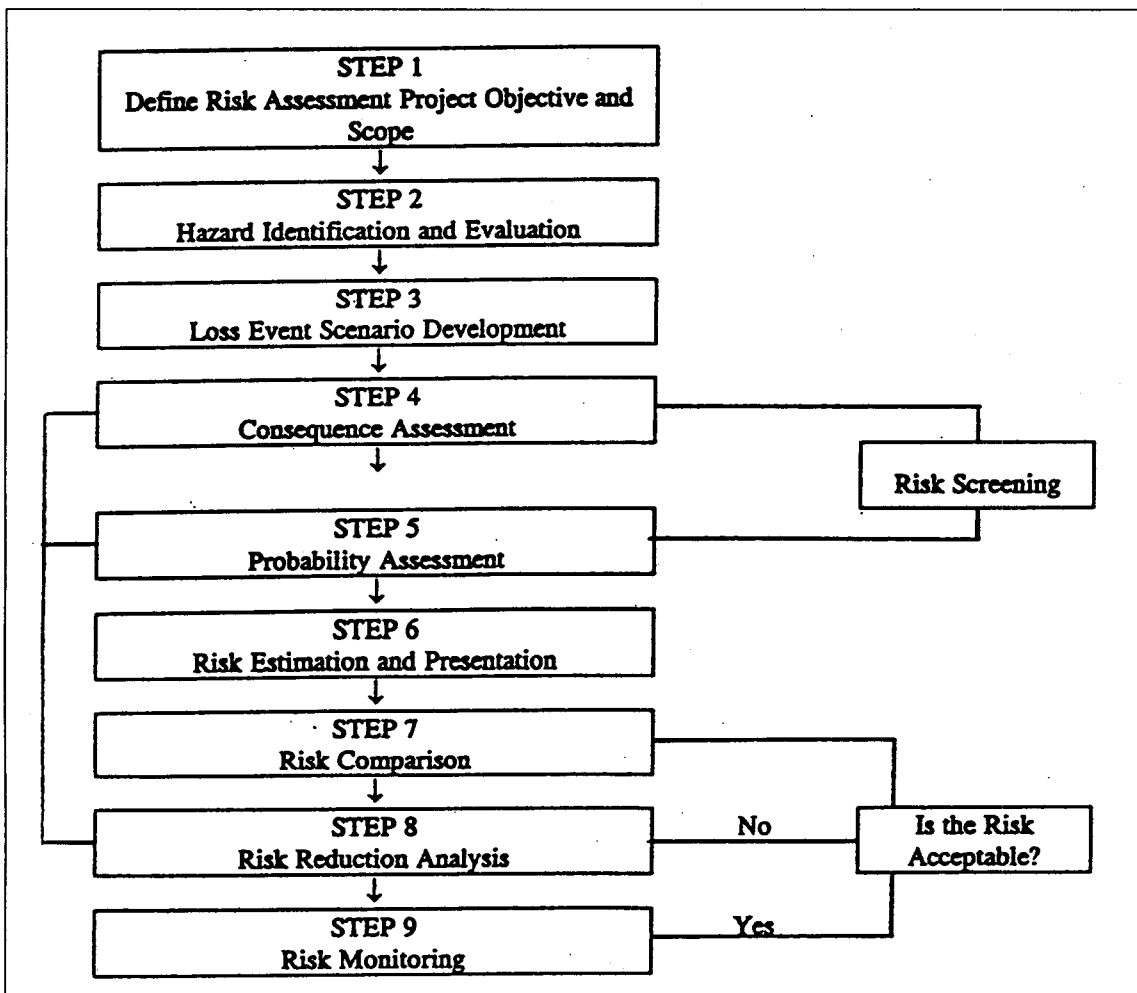 STEP 1
Define Risk Assessment Project Objective and
Scope
STEP 2
Hazard Identification and Evaluation
STEP 3
Loss Event Scenario Development
STEP 4
Consequence Assessment
Risk Screening
STEP 5
Probability Assessment
STEP 6
Risk Estimation and Presentation
STEP 7
Risk Comparison
STEP 8
Risk Reduction Analysis
No
Is the Risk
Acceptable?
STEP 9
Risk Monitoring
Yes